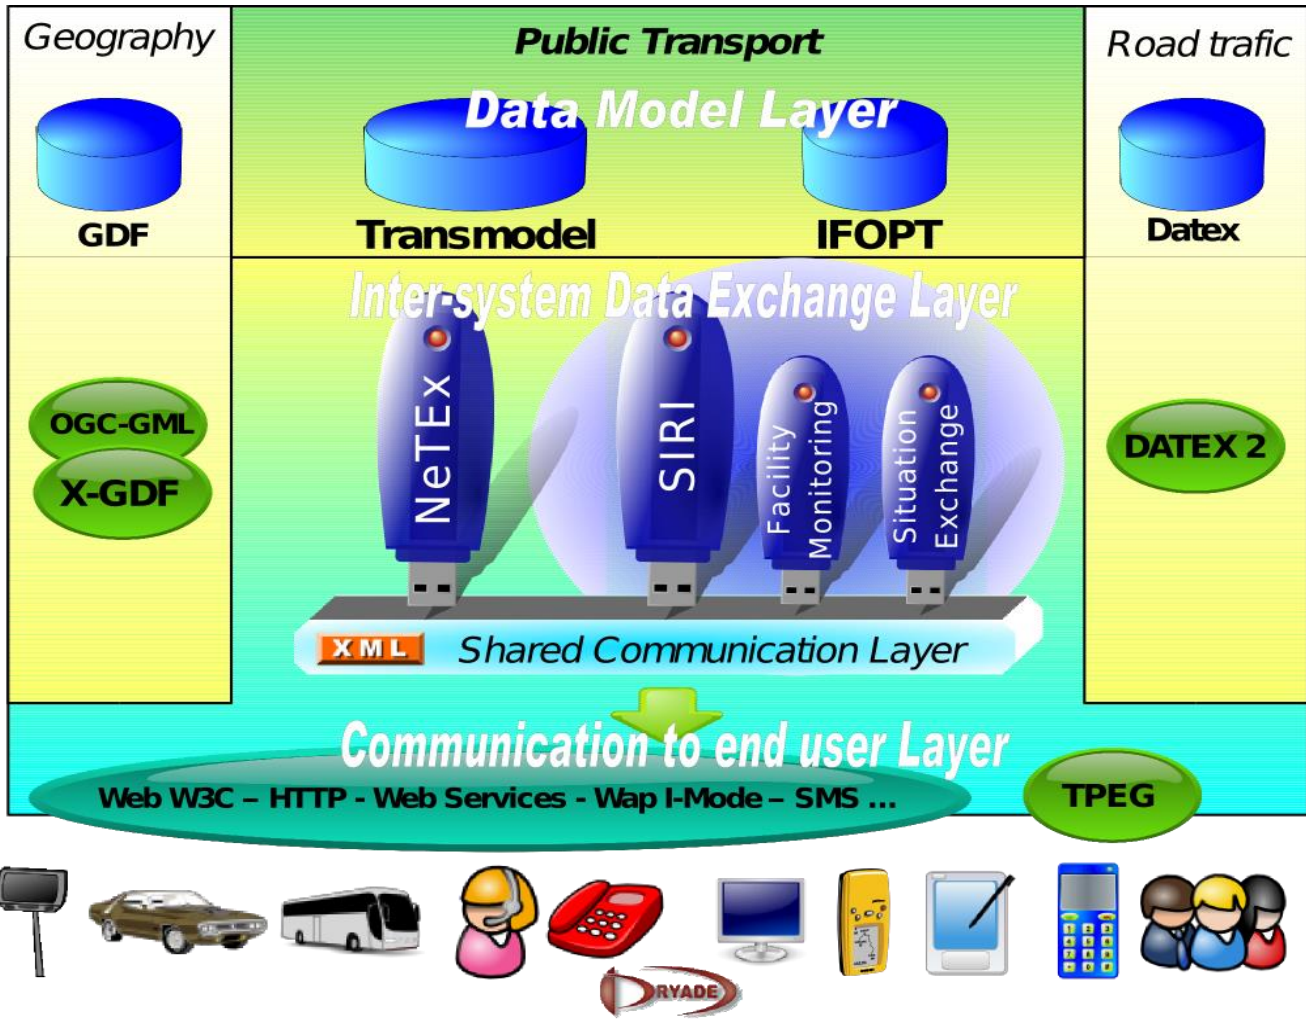 Geography
Public Transport
Road trafic
Data Model Layer
GDF
Transmodel
IFOPT
Datex
Inter-system Data Exchange Layer
OGC-GML
X-GDF
NeTEx
SIRI
Facility
Monitoring
Situation
Exchange
DATEX 2
XML
Shared Communication Layer
Communication to end user Layer
Web W3C – HTTP - Web Services - Wap I-Mode – SMS ...
TPEG
DRYADE